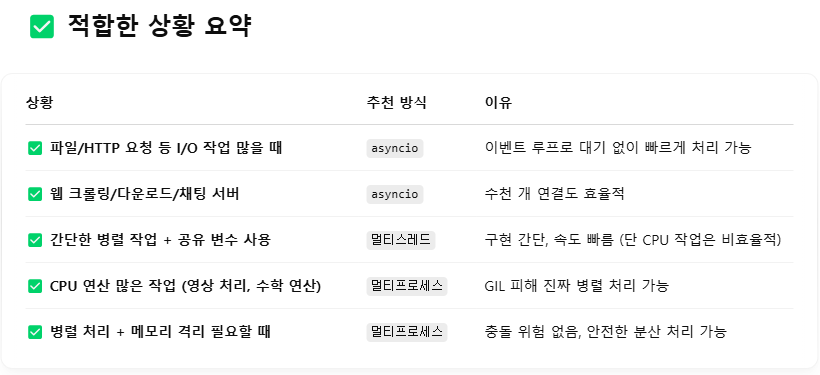 ✅ 적합한 상황 요약
상황 추천 방식 이유
✅ 파일/HTTP 요청 등 I/O 작업 많을 때 asyncio 이벤트 루프로 대기 없이 빠르게 처리 가능
✅ 웹 크롤링/다운로드/채팅 서버 asyncio 수천 개 연결도 효율적
✅ 간단한 병렬 작업 + 공유 변수 사용 멀티스레드 구현 간단, 속도 빠름 (단 CPU 작업은 비효율적)
✅ CPU 연산 많은 작업 (영상 처리, 수학 연산) 멀티프로세스 GIL 피해 진짜 병렬 처리 가능
✅ 병렬 처리 + 메모리 격리 필요할 때 멀티프로세스 충돌 위험 없음, 안전한 분산 처리 가능